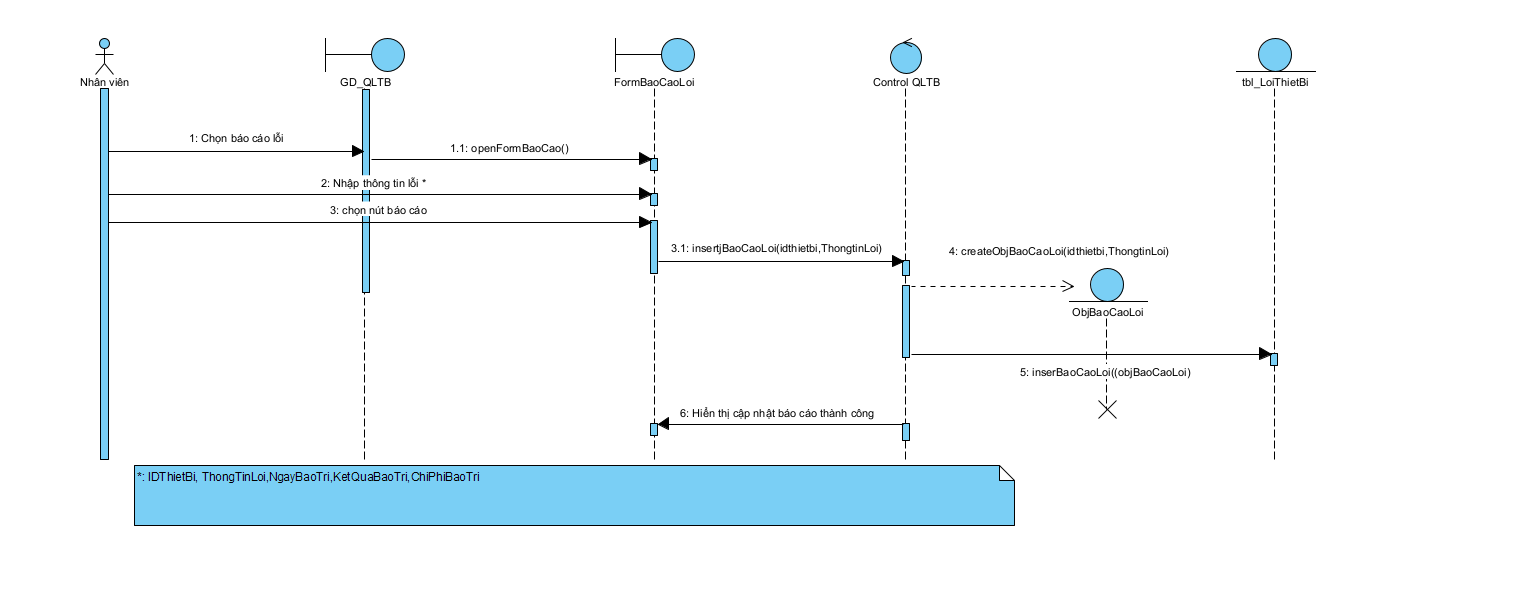 Nhân viên
GD_QLTB
FormBaoCaoLoi
Control QLTB
tbl_LoiThietBi
1: Chọn báo cáo lỗi
1.1: openFormBaoCao()
2: Nhập thông tin lỗi *
3: chọn nút báo cáo
3.1: insertjBaoCaoLoi(idthietbi,ThongtinLoi)
4: createObjBaoCaoLoi(idthietbi,ThongtinLoi)
ObjBaoCaoLoi
5: inserBaoCaoLoi((objBaoCaoLoi)
6: Hiển thị cập nhật báo cáo thành công
*: IDThietBi, ThongTinLoi,NgayBaoTri,KetQuaBaoTri,ChiPhiBaoTri